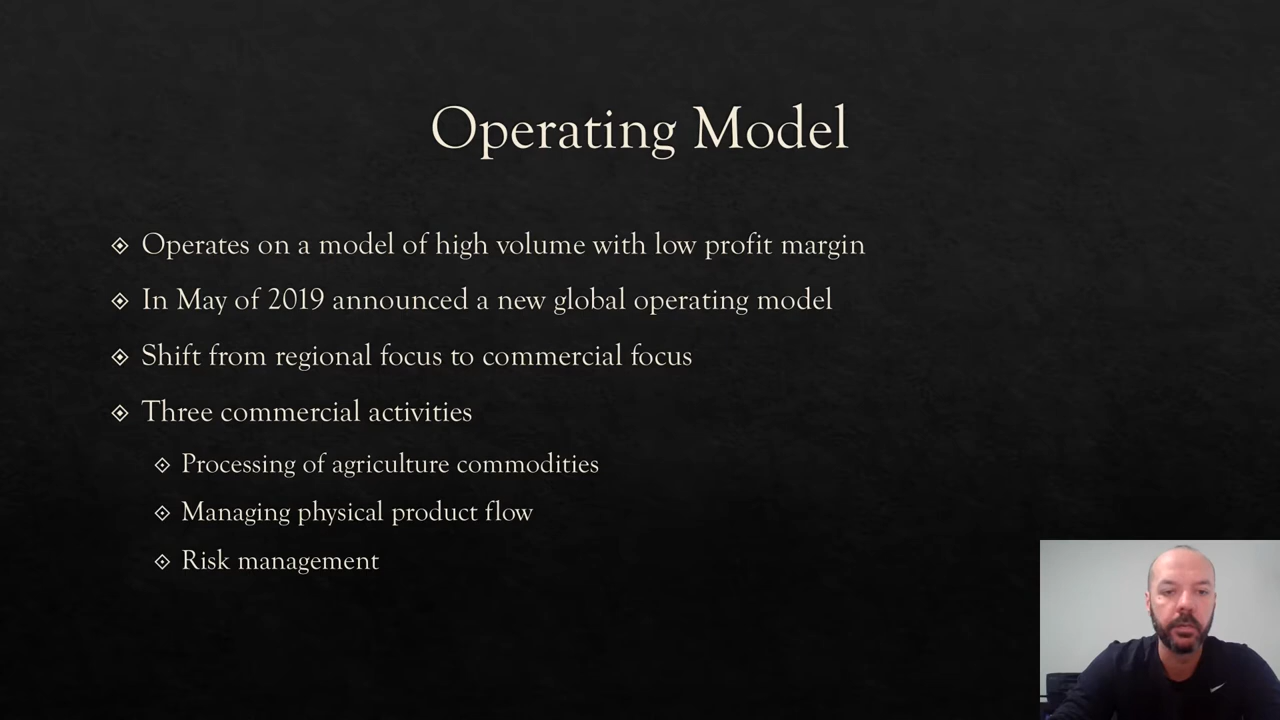 Operating Model
Operates on a model of high volume with low profit margin
In May of 2019 announced a new global operating model
Shift from regional focus to commercial focus
Three commercial activities
Processing of agriculture commodities
Managing physical product flow
Risk management